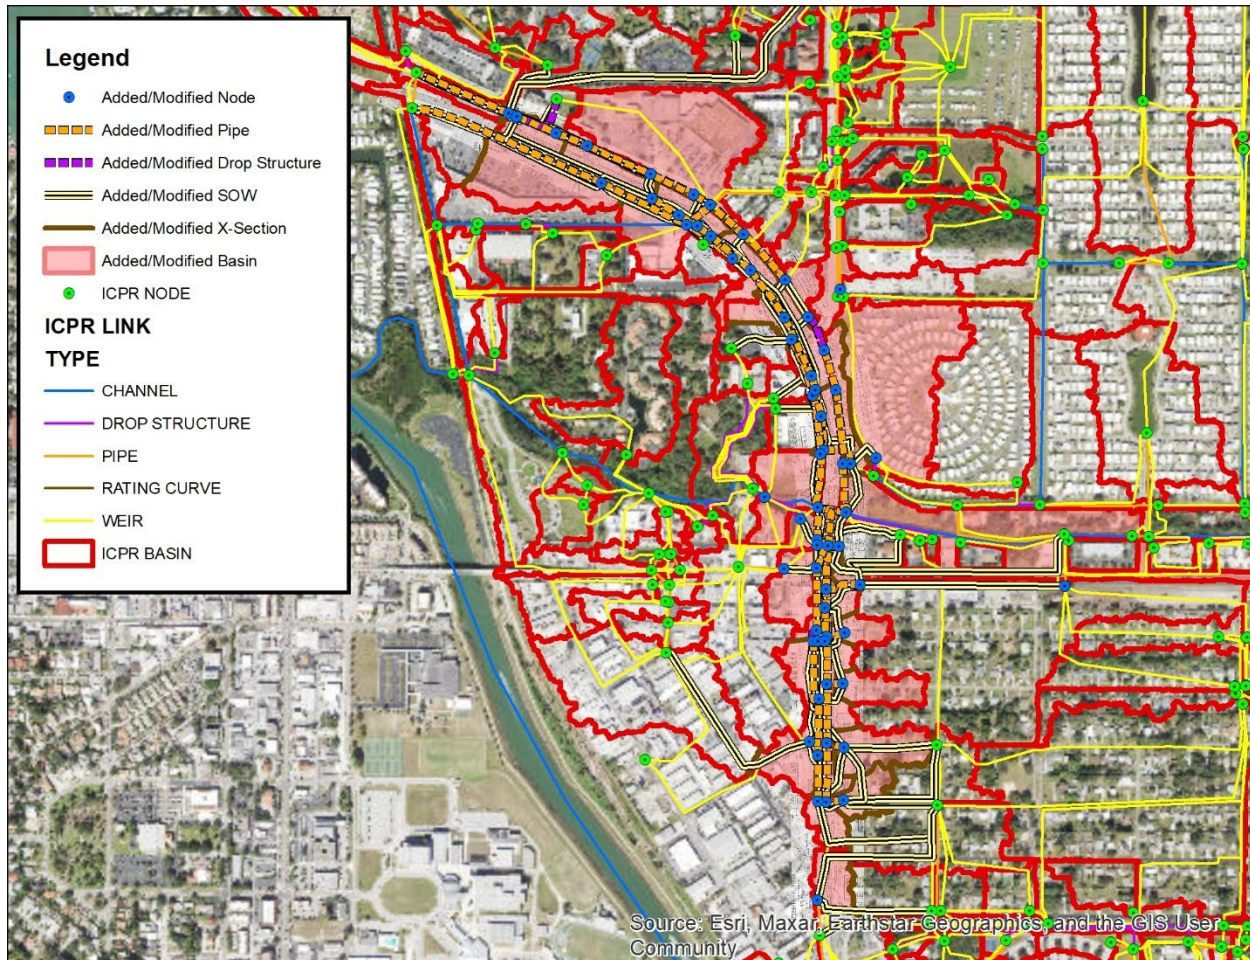 Legend
Added/Modified Node
Added/Modified Pipe
Added/Modified Drop Structure
Added/Modified SOW
Added/Modified X-Section
Added/Modified Basin
ICPR NODE
ICPR LINK
TYPE
CHANNEL
DROP STRUCTURE
PIPE
RATING CURVE
WEIR
ICPR BASIN
Source: Esri, Maxar, Earthstar Geographics, and the GIS User
Community